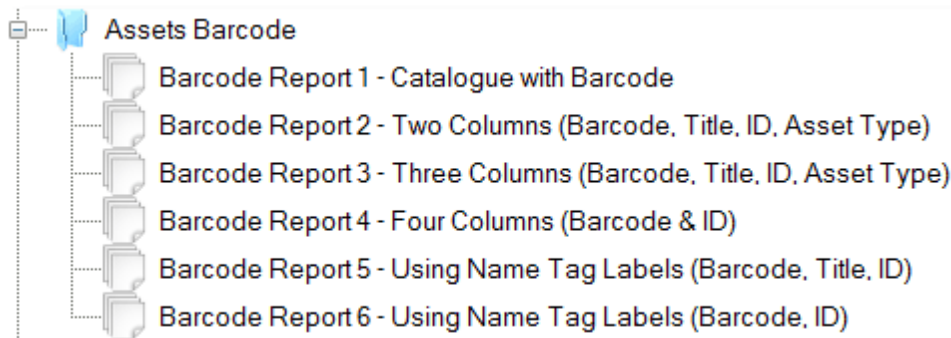 Assets Barcode
Barcode Report 1 - Catalogue with Barcode
Barcode Report 2 - Two Columns (Barcode, Title, ID, Asset Type)
Barcode Report 3 - Three Columns (Barcode, Title, ID, Asset Type)
Barcode Report 4 - Four Columns (Barcode & ID)
Barcode Report 5 - Using Name Tag Labels (Barcode, Title, ID)
Barcode Report 6 - Using Name Tag Labels (Barcode, ID)